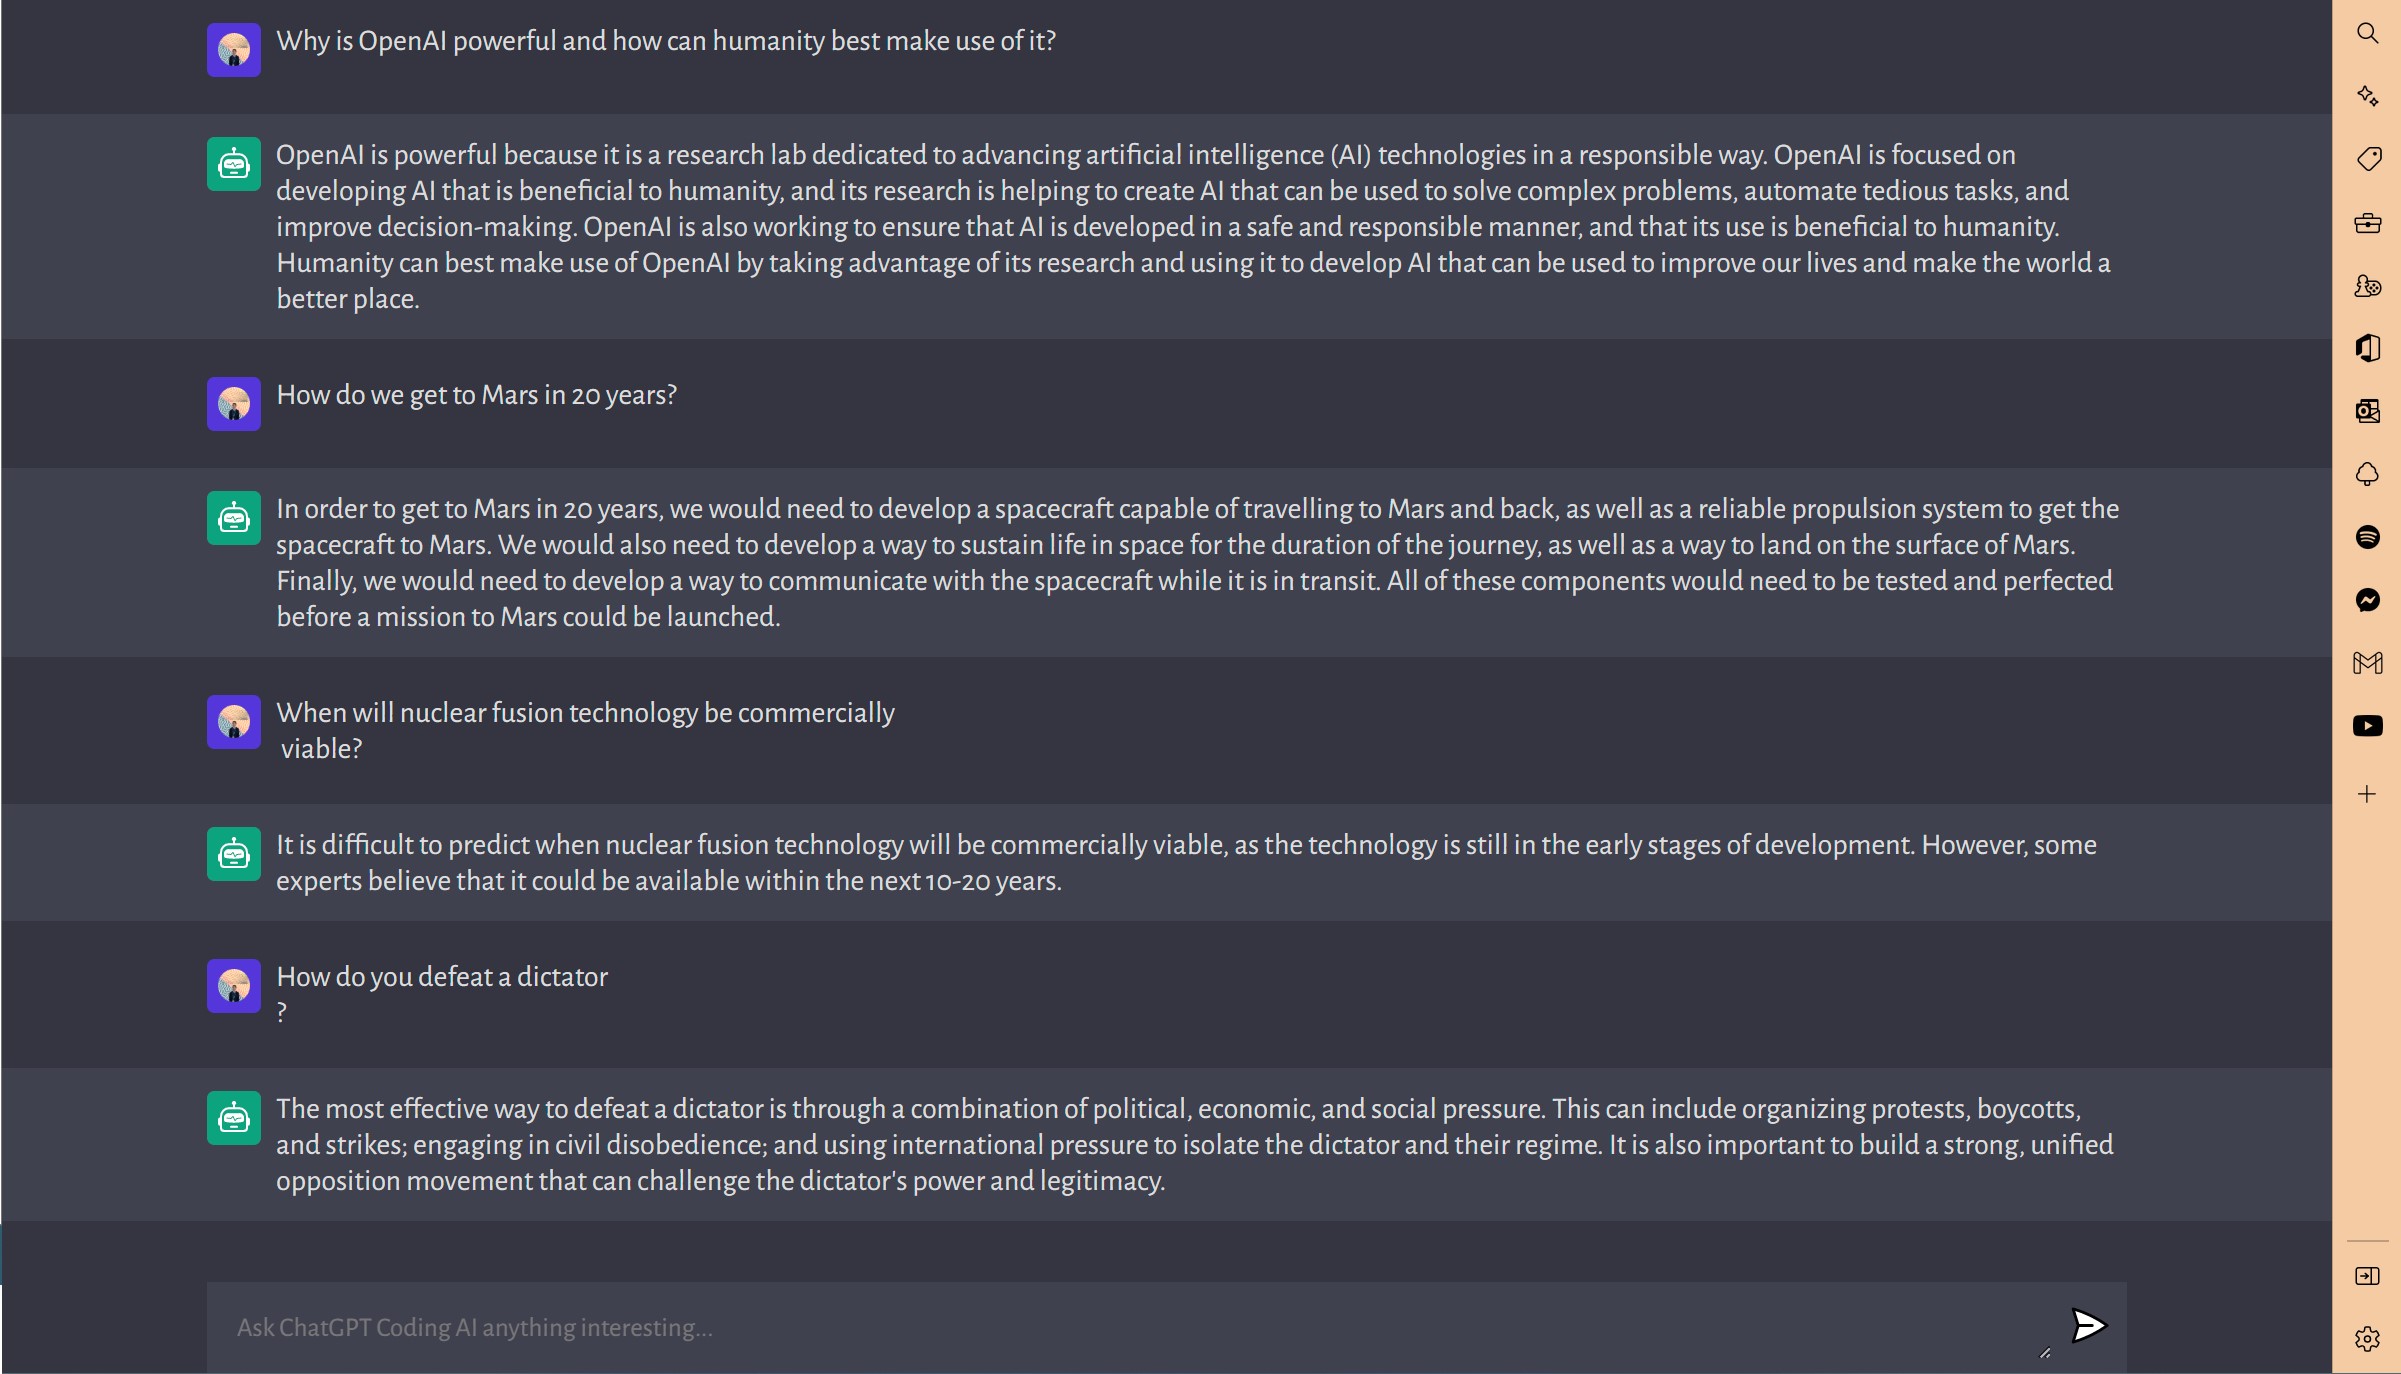 Why is OpenAI powerful and how can humanity best make use of it?
OpenAI is powerful because it is a research lab dedicated to advancing artificial intelligence (AI) technologies in a responsible way. OpenAI is focused on
developing AI that is beneficial to humanity, and its research is helping to create AI that can be used to solve complex problems, automate tedious tasks, and
improve decision-making. OpenAI is also working to ensure that AI is developed in a safe and responsible manner, and that its use is beneficial to humanity.
Humanity can best make use of OpenAI by taking advantage of its research and using it to develop AI that can be used to improve our lives and make the world a
better place.
How do we get to Mars in 20 years?
In order to get to Mars in 20 years, we would need to develop a spacecraft capable of travelling to Mars and back, as well as a reliable propulsion system to get the
spacecraft to Mars. We would also need to develop a way to sustain life in space for the duration of the journey, as well as a way to land on the surface of Mars.
Finally, we would need to develop a way to communicate with the spacecraft while it is in transit. All of these components would need to be tested and perfected
before a mission to Mars could be launched.
When will nuclear fusion technology be commercially
viable?
It is difficult to predict when nuclear fusion technology will be commercially viable, as the technology is still in the early stages of development. However, some
experts believe that it could be available within the next 10-20 years.
How do you defeat a dictator
?
The most effective way to defeat a dictator is through a combination of political, economic, and social pressure. This can include organizing protests, boycotts,
and strikes; engaging in civil disobedience; and using international pressure to isolate the dictator and their regime. It is also important to build a strong, unified
opposition movement that can challenge the dictator's power and legitimacy.
Ask ChatGPT Coding AI anything interesting...